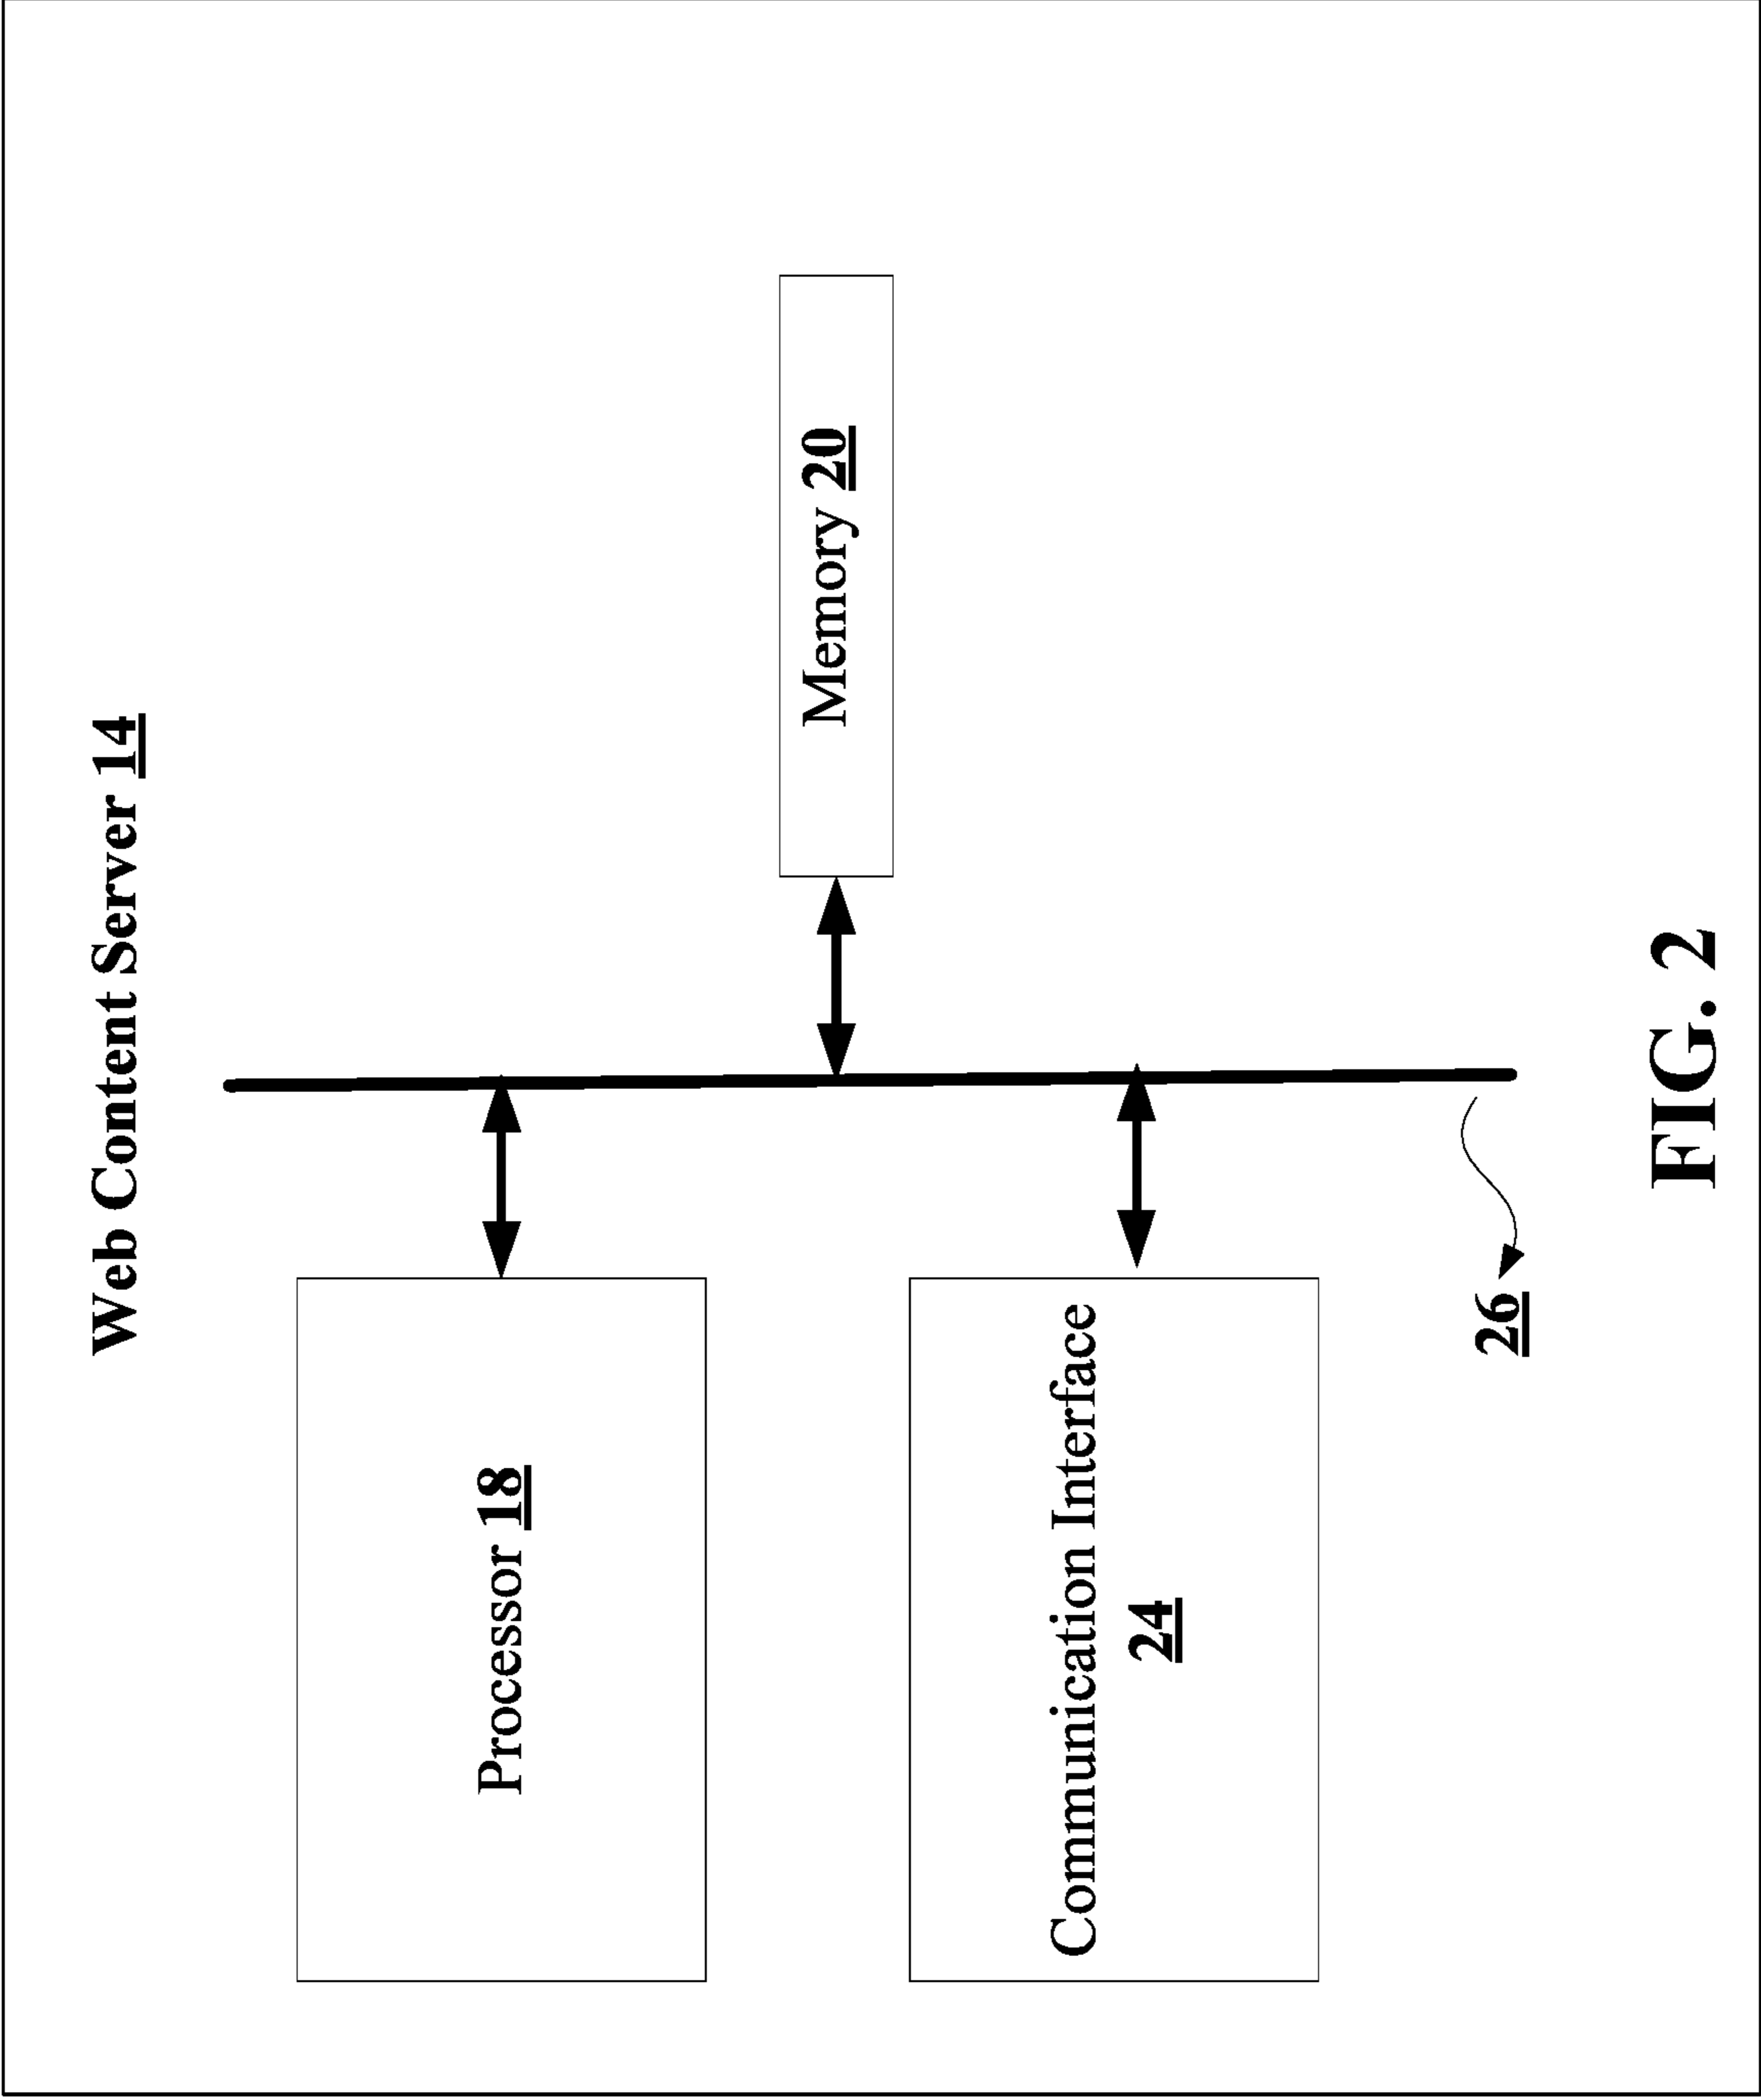 Web Content Server 14
Processor 18
Memory 20
Communication Interface
24
26
FIG. 2